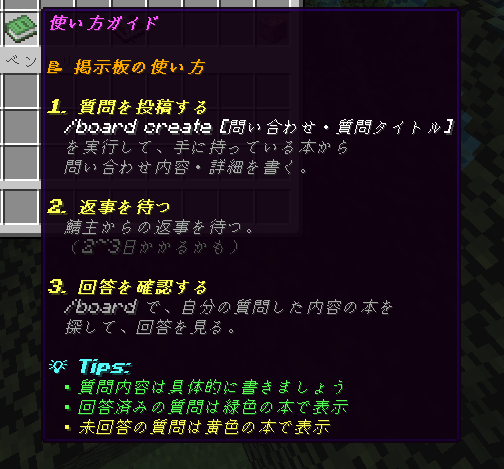 使い方ガイド
ペン
掲示板の使い方
1. 質問を投稿する
/board create [問い合わせ・質問タイトル]
を実行して、手に持っている本から
問い合わせ内容・詳細を書く。
2. 返事を待つ
鯖主からの返事を待つ。
(2~3日かかるかも)
3. 回答を確認する
/board で、自分の質問した内容の本を
探して、回答を見る。
Tips:
• 質問内容は具体的に書きましょう
• 回答済みの質問は緑色の本で表示
• 未回答の質問は黄色の本で表示